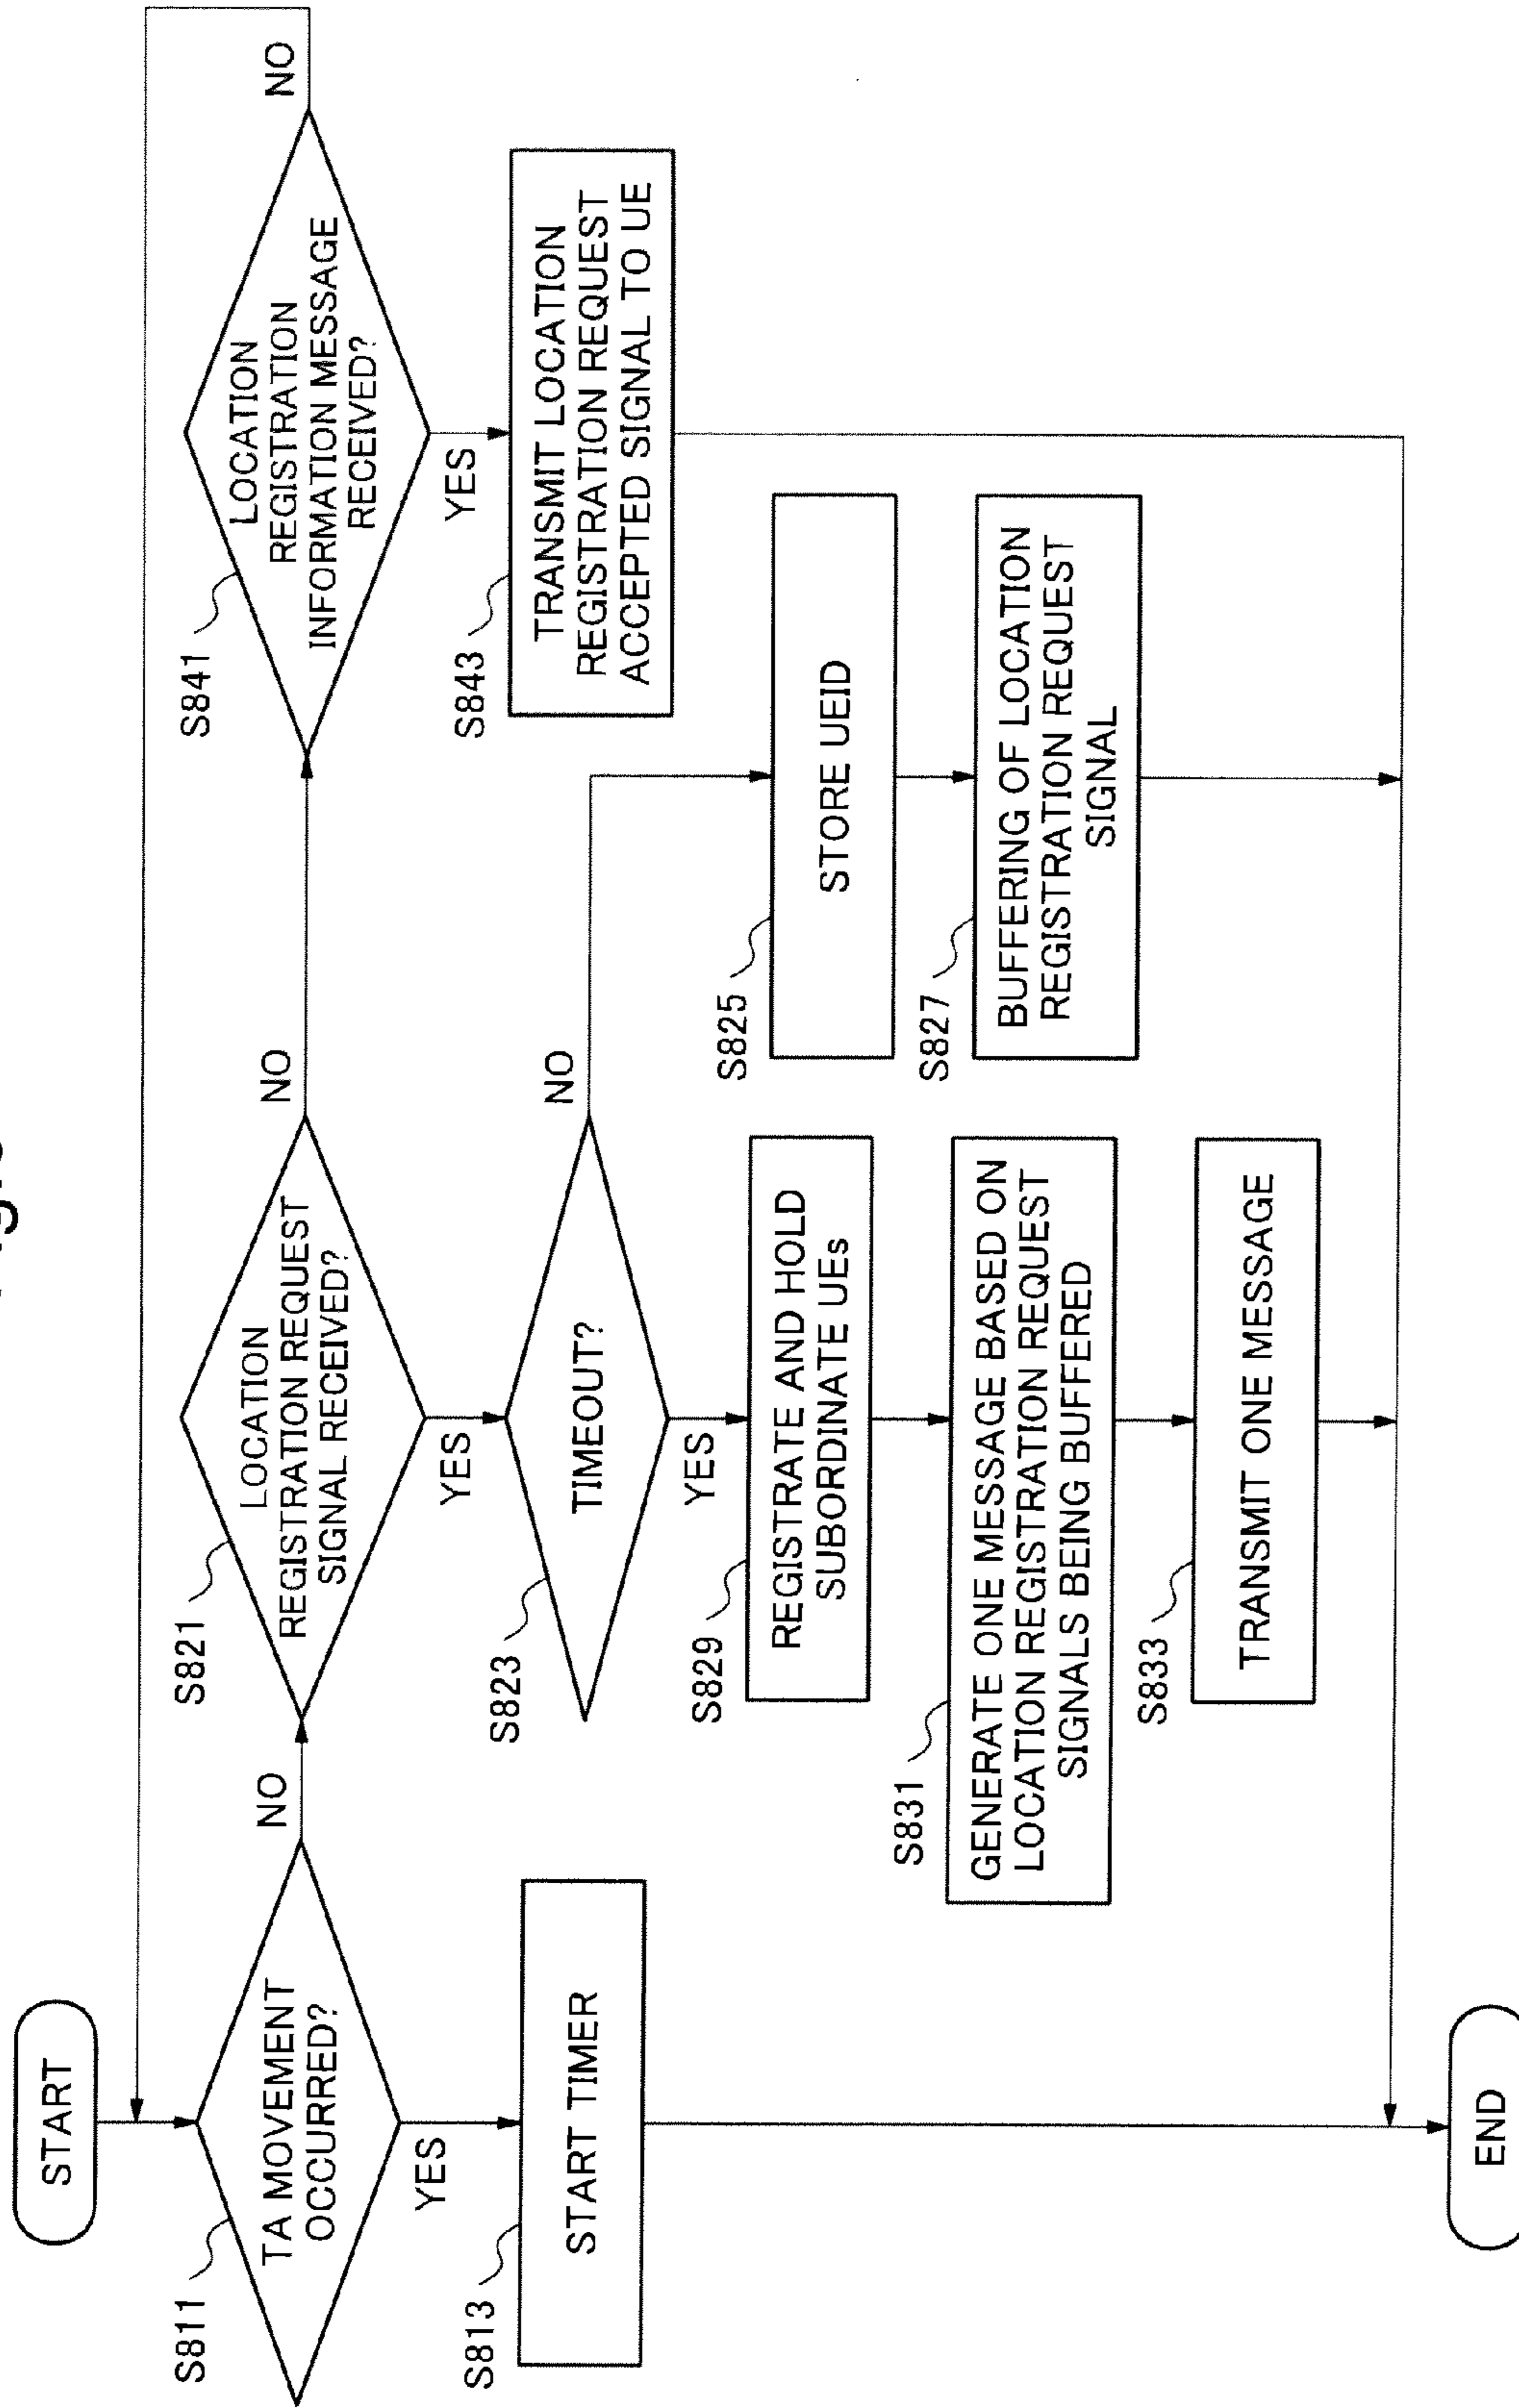 START
S811
TA MOVEMENT
OCCURRED?
NO
YES
S813
START TIMER
S821
LOCATION
REGISTRATION REQUEST
SIGNAL RECEIVED?
NO
YES
S823
TIMEOUT?
NO
YES
S829
REGISTRATE AND HOLD
SUBORDINATE UEs
S831
GENERATE ONE MESSAGE BASED ON
LOCATION REGISTRATION REQUEST
SIGNALS BEING BUFFERED
S833
TRANSMIT ONE MESSAGE
S825
STORE UEID
S827
BUFFERING OF LOCATION
REGISTRATION REQUEST
SIGNAL
S841
LOCATION
REGISTRATION
INFORMATION MESSAGE
RECEIVED?
NO
YES
S843
TRANSMIT LOCATION
REGISTRATION REQUEST
ACCEPTED SIGNAL TO UE
END